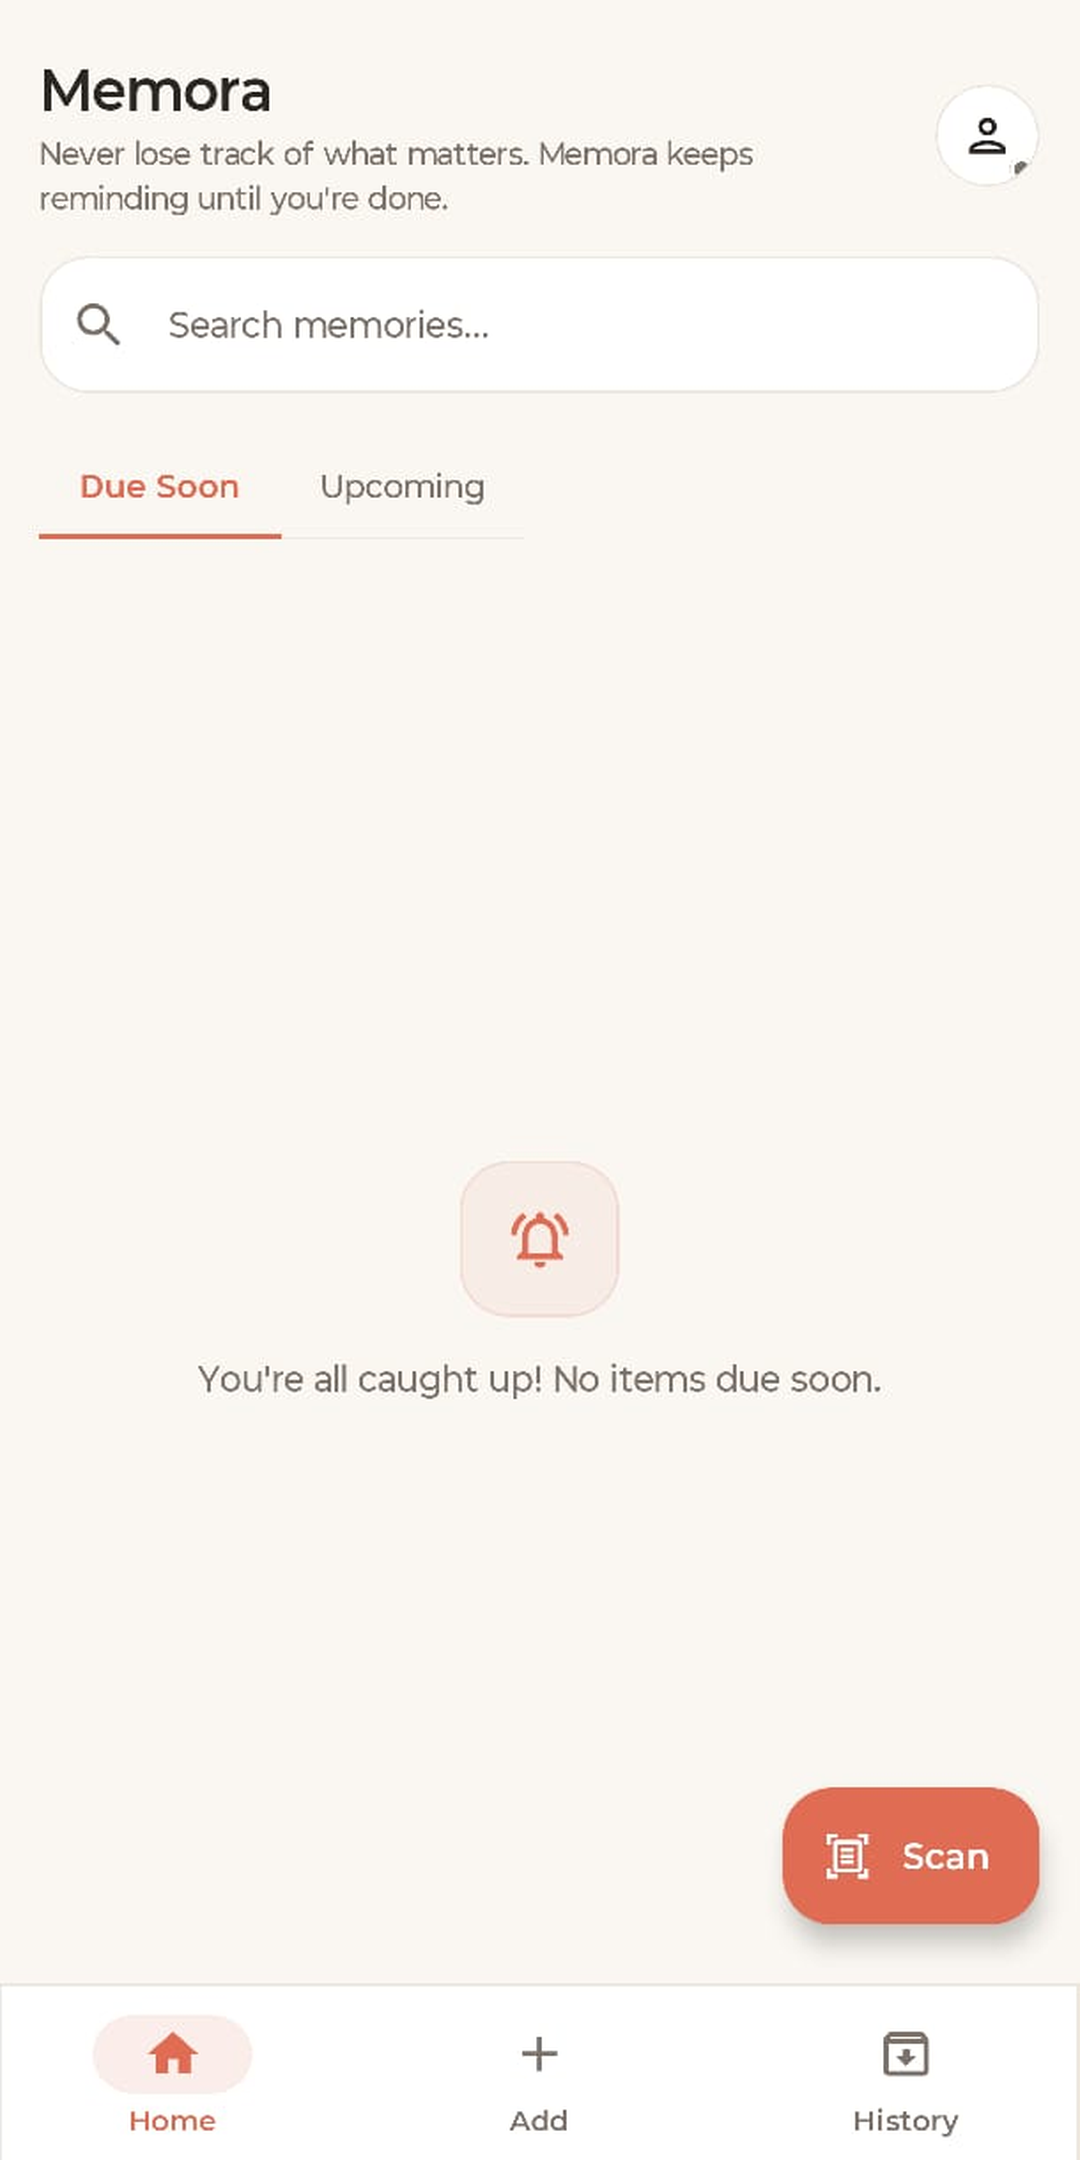 Memora
Never lose track of what matters. Memora keeps
reminding until you're done.
Search memories...
Due Soon
Upcoming
You're all caught up! No items due soon.
Scan
Home
Add
History